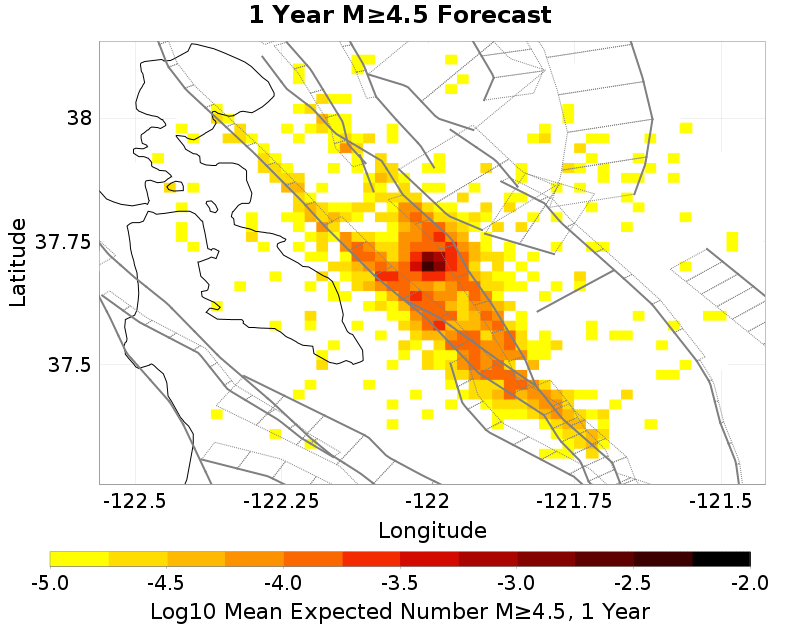 1 Year M≥4.5 Forecast
38
37.75
37.5
Latitude
-122.5 -122.25 -122 -121.75 -121.5
Longitude
-5.0 -4.5 -4.0 -3.5 -3.0 -2.5 -2.0
Log10 Mean Expected Number M≥4.5, 1 Year